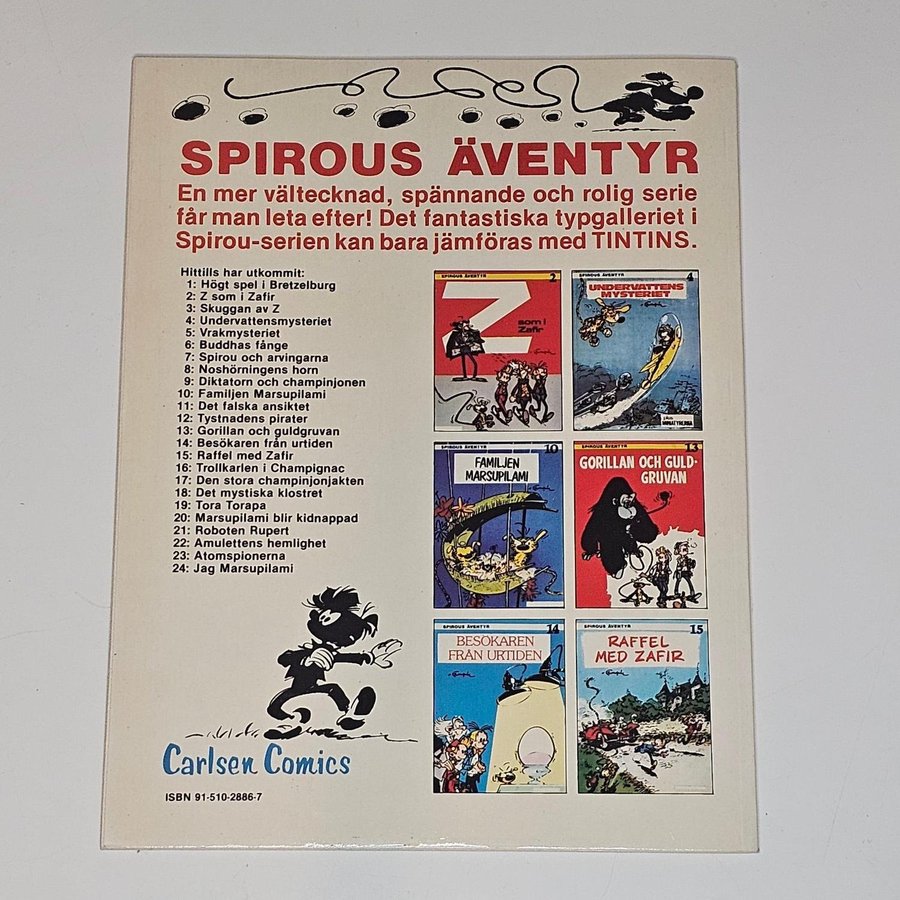 SPIROUS ÄVENTYR
En mer vältecknad, spännande och rolig serie
får man leta efter! Det fantastiska typgalleriet i
Spirou-serien kan bara jämföras med TINTINS.
Hittills har utkommit:
1: Högt spel i Bretzelburg
2: Z som i Zafir
3: Skuggan av Z
4: Undervattensmysteriet
5: Vrakmysteriet
6: Buddhas fånge
7: Spirou och arvingarna
8: Noshörningens horn
9: Diktatorn och champinjonen
10: Familjen Marsupilami
11: Det falska ansiktet
12: Tystnadens pirater
13: Gorillan och guldgruvan
14: Besökaren från urtiden
15: Raffel med Zafir
16: Trollkarlen i Champignac
17: Den stora champinjonjakten
18: Det mystiska klostret
19: Tora Torapa
20: Marsupilami blir kidnappad
21: Roboten Rupert
22: Amulettens hemlighet
23: Atomspionerna
24: Jag Marsupilami
Carlsen Comics
ISBN 91-510-2886-7
SPIROUS ÄVENTYR 2
Z
som i
Zafir
SPIROUS ÄVENTYR 4
UNDERVATTENS
MYSTERIET
SPIROUS ÄVENTYR 10
FAMILJEN
MARSUPILAMI
SPIROUS ÄVENTYR 13
GORILLAN OCH GULD-
GRUVAN
SPIROUS ÄVENTYR 14
BESÖKAREN
FRÅN URTIDEN
SPIROUS ÄVENTYR 15
RAFFEL
MED ZAFIR